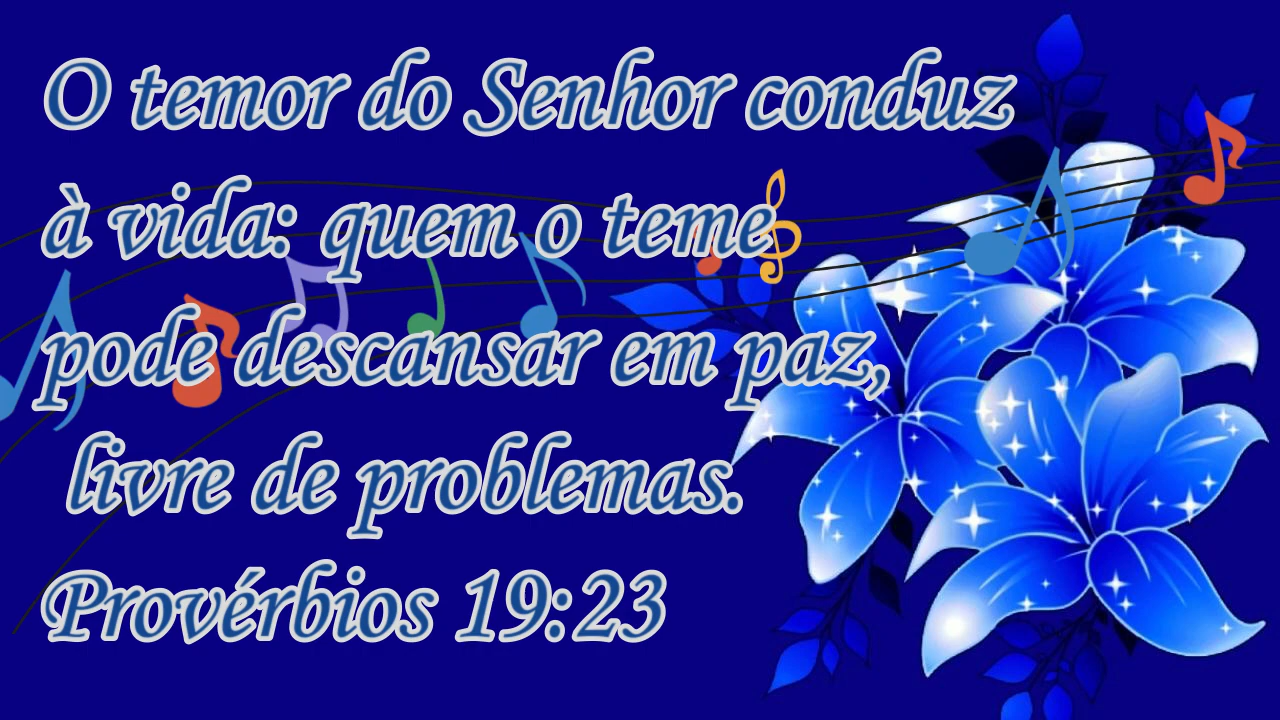 O temor do Senhor conduz
à vida: quem o teme
pode descansar em paz,
livre de problemas.
Provérbios 19:23